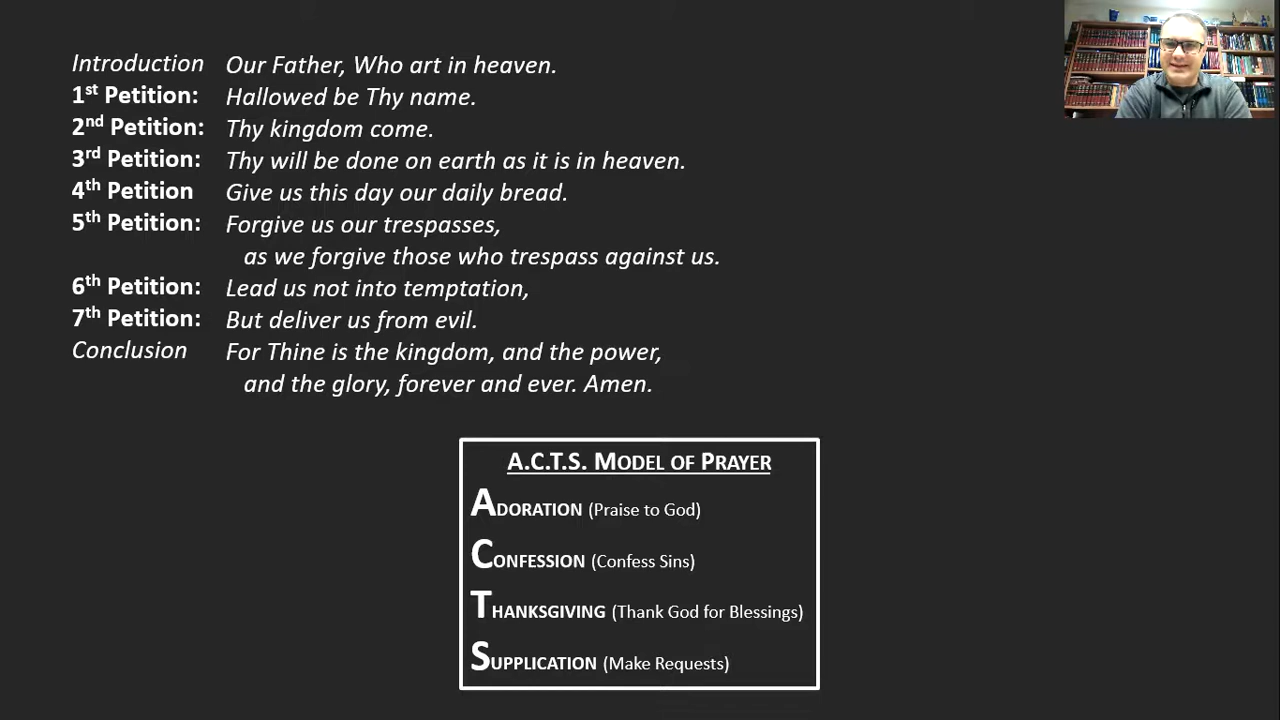 Introduction Our Father, Who art in heaven.
1st Petition: Hallowed be Thy name.
2nd Petition: Thy kingdom come.
3rd Petition: Thy will be done on earth as it is in heaven.
4th Petition Give us this day our daily bread.
5th Petition: Forgive us our trespasses,
as we forgive those who trespass against us.
6th Petition: Lead us not into temptation,
7th Petition: But deliver us from evil.
Conclusion For Thine is the kingdom, and the power,
and the glory, forever and ever. Amen.
A.C.T.S. MODEL OF PRAYER
ADORATION (Praise to God)
CONFESSION (Confess Sins)
THANKSGIVING (Thank God for Blessings)
SUPPLICATION (Make Requests)